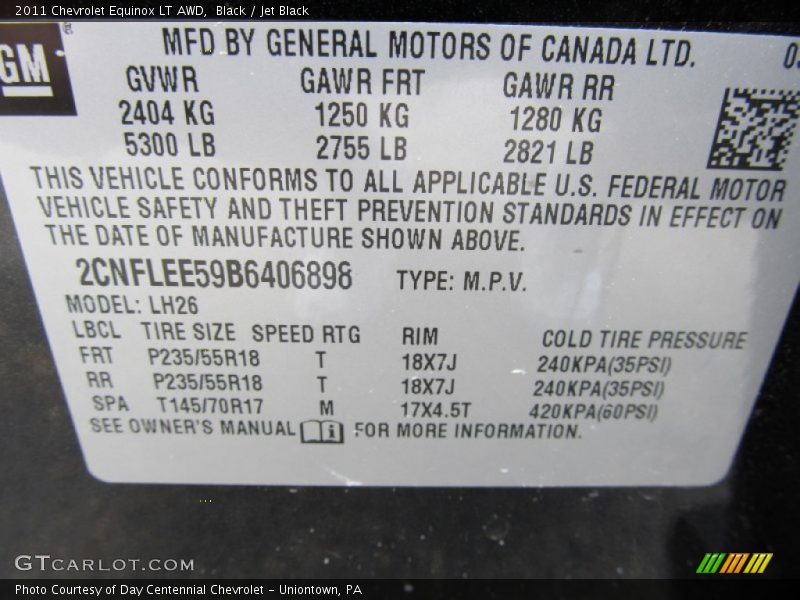 2011 Chevrolet Equinox LT AWD, Black / Jet Black
GM
MFD BY GENERAL MOTORS OF CANADA LTD.
GVWR GAWR FRT GAWR RR
2404 KG 1250 KG 1280 KG
5300 LB 2755 LB 2821 LB
THIS VEHICLE CONFORMS TO ALL APPLICABLE U.S. FEDERAL MOTOR
VEHICLE SAFETY AND THEFT PREVENTION STANDARDS IN EFFECT ON
THE DATE OF MANUFACTURE SHOWN ABOVE.
2CNFLEE59B6406898 TYPE: M.P.V.
MODEL: LH26
LBCL TIRE SIZE SPEED RTG RIM COLD TIRE PRESSURE
FRT P235/55R18 T 18X7J 240KPA(35PSI)
RR P235/55R18 T 18X7J 240KPA(35PSI)
SPA T145/70R17 M 17X4.5T 420KPA(60PSI)
SEE OWNER'S MANUAL i FOR MORE INFORMATION.
GTCARLOT.COM
Photo Courtesy of Day Centennial Chevrolet - Uniontown, PA